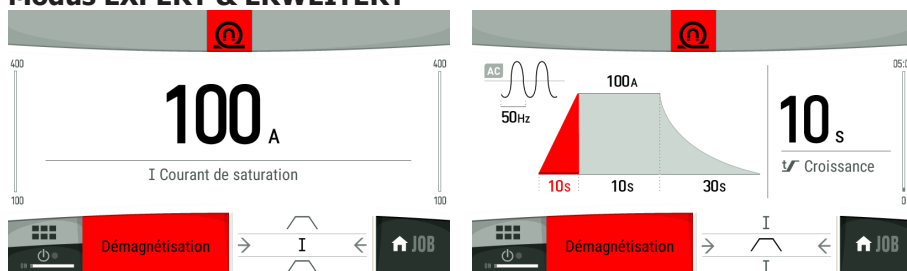 Modus EXPERT & ERWEITERT
400
400
100 A
I Courant de saturation
100
100
Démagnétisation
I
JOB
AC
50Hz
100A
10s
10s
30s
10 s
Croissance
Démagnétisation
I
I
JOB